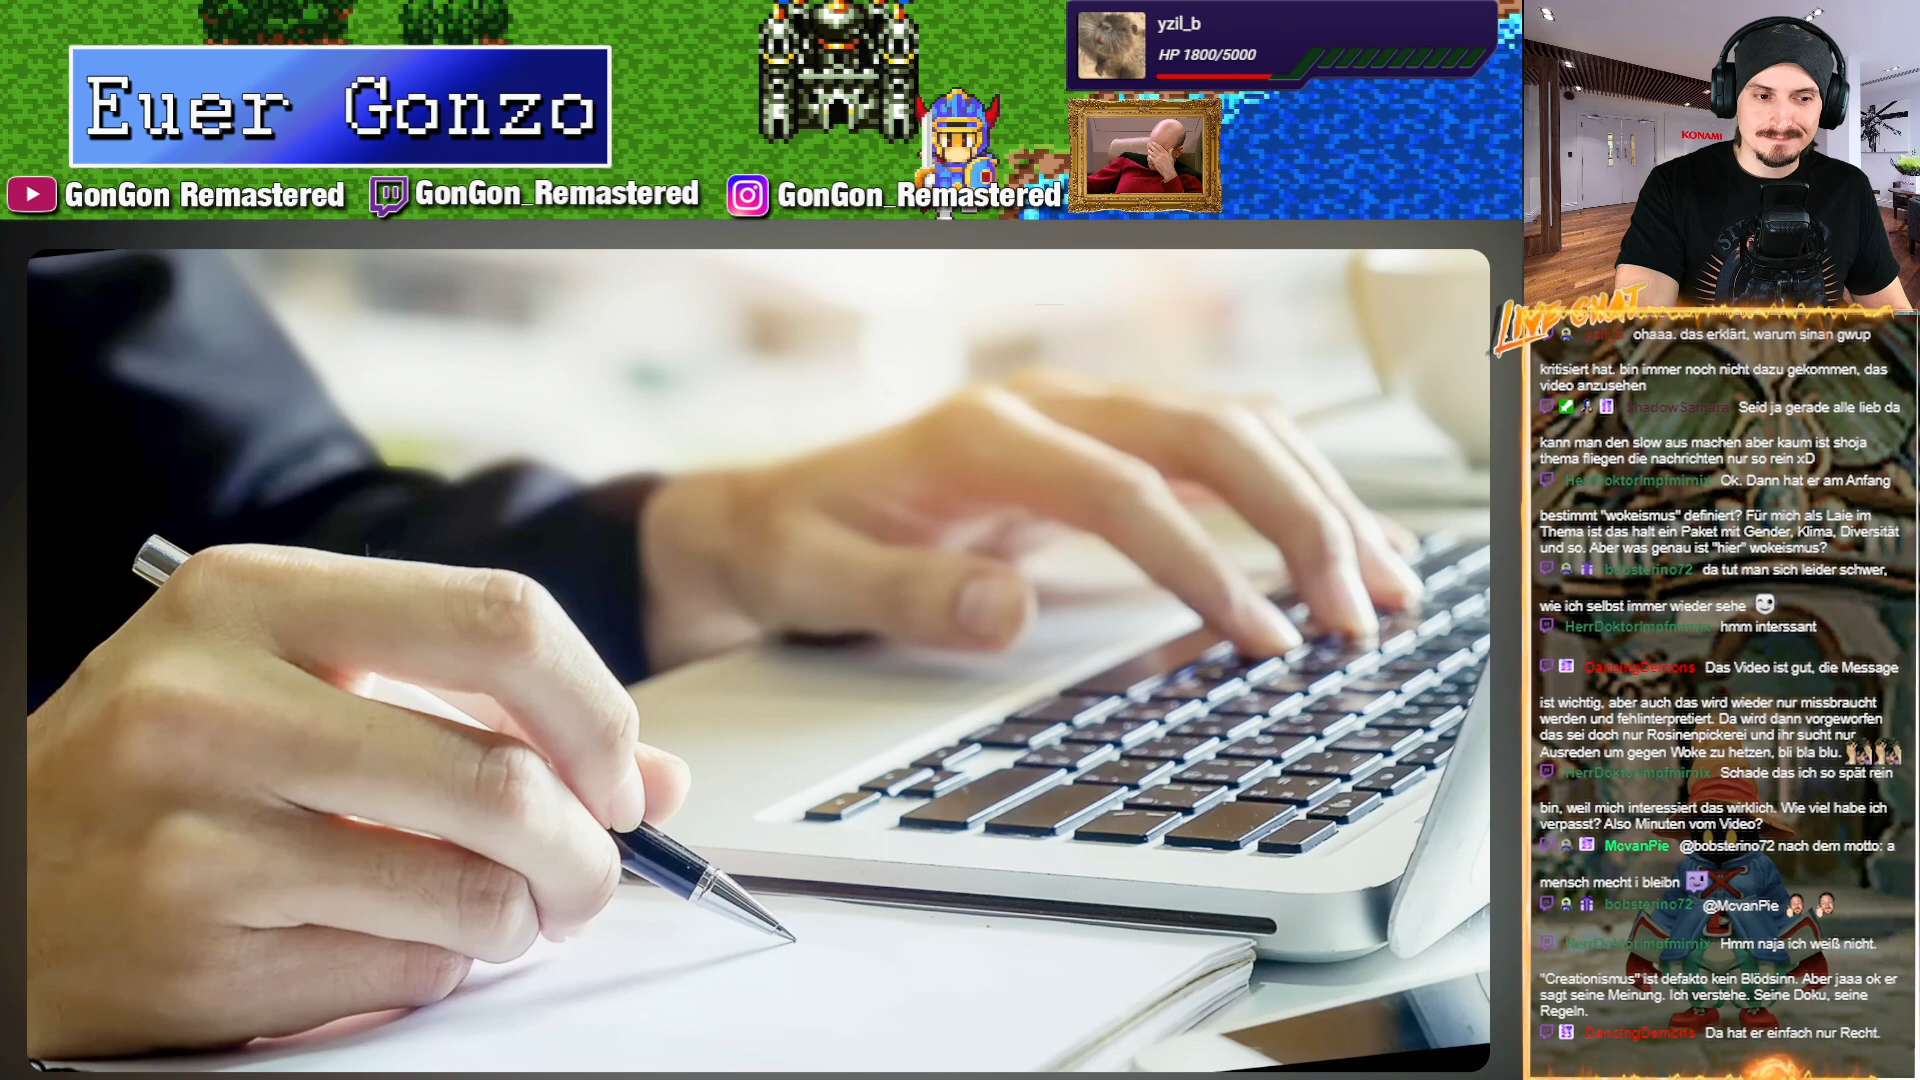 Euer Gonzo
yzil_b
HP 1800/5000
GonGon Remastered
GonGon_Remastered
GonGon_Remastered
KONAMI
LIVE CHAT
ohaaa. das erklärt, warum sinan gwup
kritisiert hat. bin immer noch nicht dazu gekommen, das
video anzusehen
ShadowSamara Seid ja gerade alle lieb da
kann man den slow aus machen aber kaum ist shoja
thema fliegen die nachrichten nur so rein xD
HerrDoktorImpfmirnix Ok. Dann hat er am Anfang
bestimmt "wokeismus" definiert? Für mich als Laie im
Thema ist das halt ein Paket mit Gender, Klima, Diversität
und so. Aber was genau ist "hier" wokeismus?
bobsterino72 da tut man sich leider schwer,
wie ich selbst immer wieder sehe
HerrDoktorImpfmirnix hmm interssant
DancingDemons Das Video ist gut, die Message
ist wichtig, aber auch das wird wieder nur missbraucht
werden und fehlinterpretiert. Da wird dann vorgeworfen
das sei doch nur Rosinenpickerei und ihr sucht nur
Ausreden um gegen Woke zu hetzen, bli bla blu.
HerrDoktorImpfmirnix Schade das ich so spät rein
bin, weil mich interessiert das wirklich. Wie viel habe ich
verpasst? Also Minuten vom Video?
McvanPie @bobsterino72 nach dem motto: a
mensch mecht i bleibn
bobsterino72 @McvanPie
HerrDoktorImpfmirnix Hmm naja ich weiß nicht.
"Creationismus" ist defakto kein Blödsinn. Aber jaaa ok er
sagt seine Meinung. Ich verstehe. Seine Doku, seine
Regeln.
DancingDemons Da hat er einfach nur Recht.